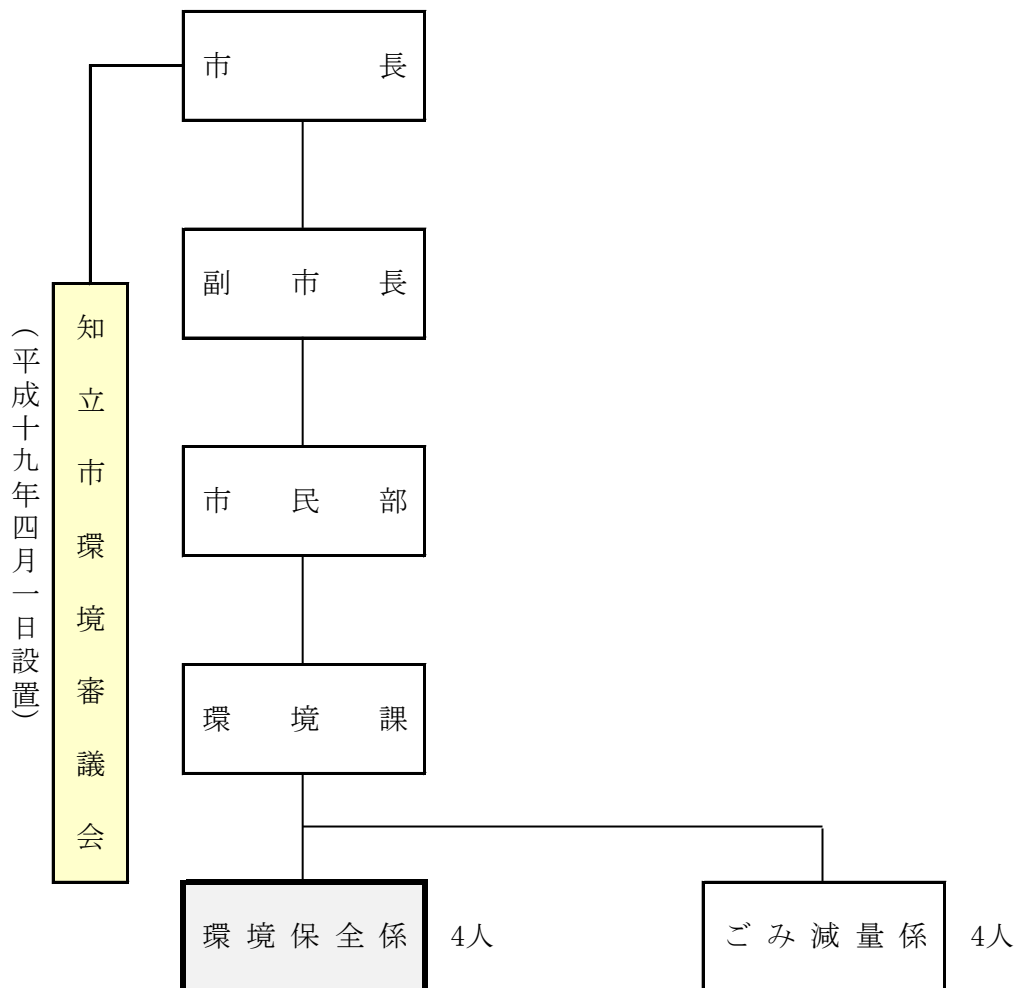 市長
副市長
市民部
環境課
知立市環境審議会
（平成十九年四月一日設置）
環境保全係 4人
ごみ減量係 4人